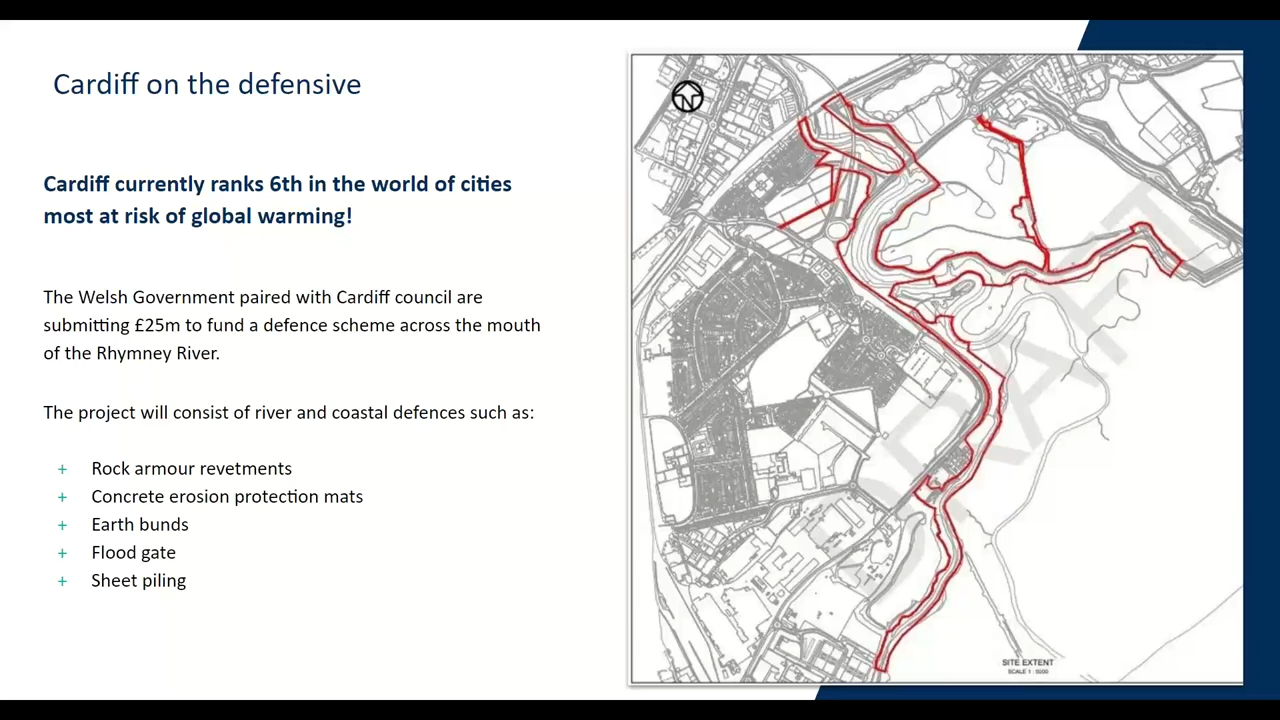 Cardiff on the defensive
Cardiff currently ranks 6th in the world of cities
most at risk of global warming!
The Welsh Government paired with Cardiff council are
submitting £25m to fund a defence scheme across the mouth
of the Rhymney River.
The project will consist of river and coastal defences such as:
+ Rock armour revetments
+ Concrete erosion protection mats
+ Earth bunds
+ Flood gate
+ Sheet piling
N
DRAFT
SITE EXTENT
SCALE 1 : 5000